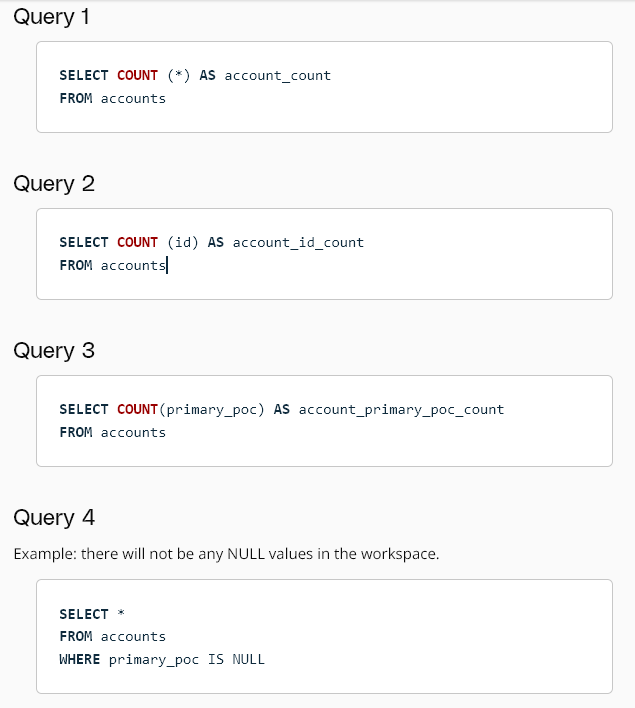 Query 1
SELECT COUNT (*) AS account_count
FROM accounts
Query 2
SELECT COUNT (id) AS account_id_count
FROM accounts
Query 3
SELECT COUNT(primary_poc) AS account_primary_poc_count
FROM accounts
Query 4
Example: there will not be any NULL values in the workspace.
SELECT *
FROM accounts
WHERE primary_poc IS NULL